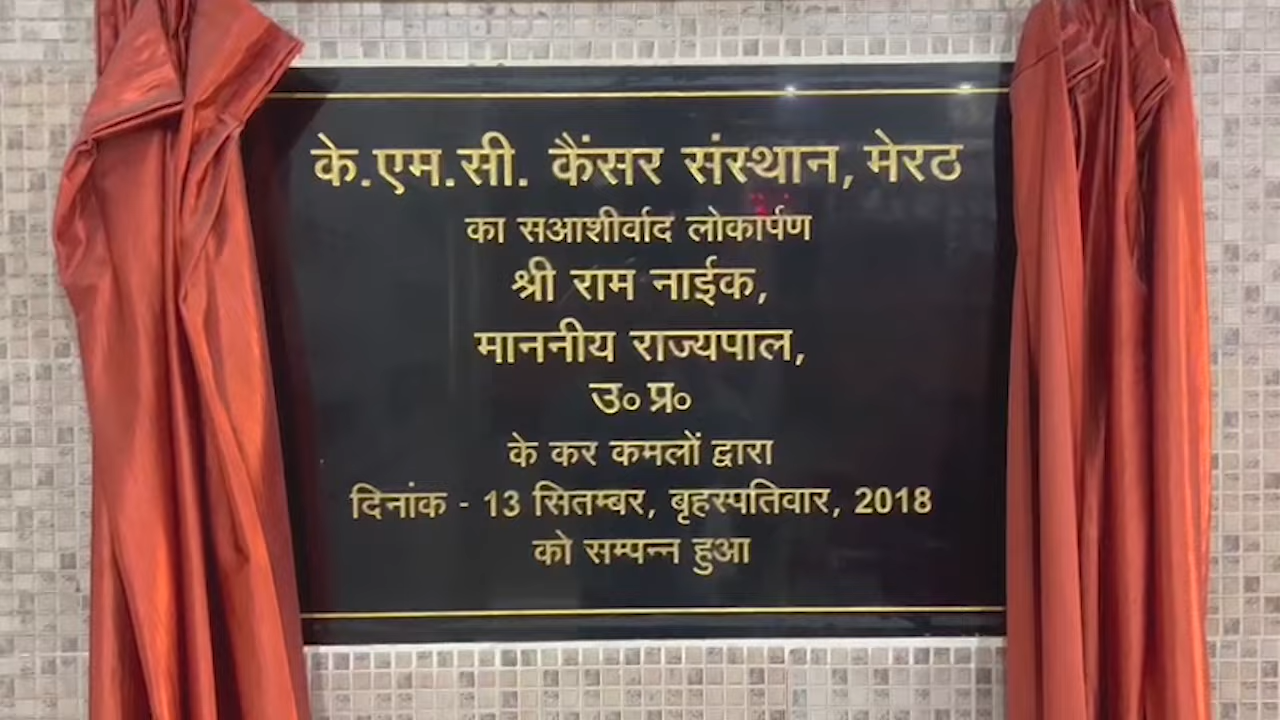 के.एम.सी. कैंसर संस्थान, मेरठ
का सआशीर्वाद लोकार्पण
श्री राम नाईक,
माननीय राज्यपाल,
उ० प्र०
के कर कमलों द्वारा
दिनांक - 13 सितम्बर, बृहस्पतिवार, 2018
को सम्पन्न हुआ